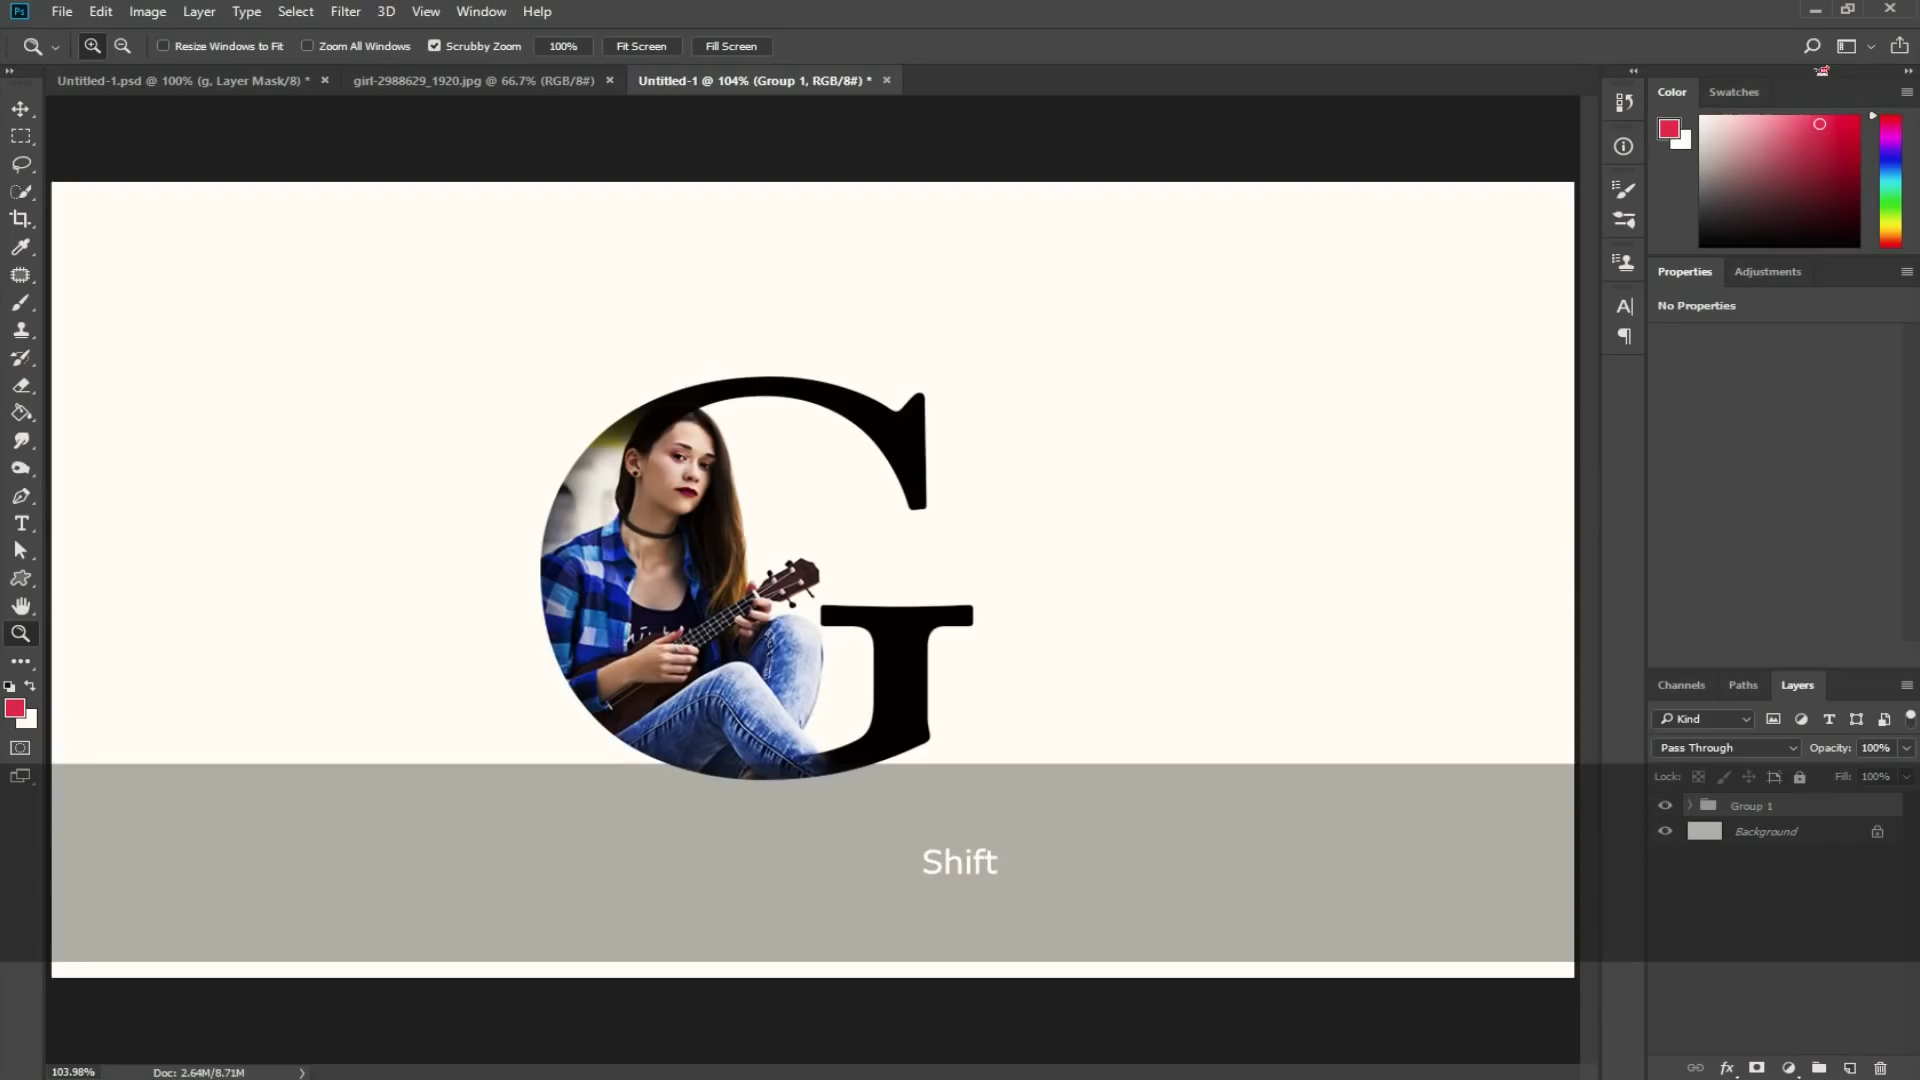 Ps File Edit Image Layer Type Select Filter 3D View Window Help
Resize Windows to Fit Zoom All Windows Scrubby Zoom 100% Fit Screen Fill Screen
Untitled-1.psd @ 100% (g, Layer Mask/8) * girl-2988629_1920.jpg @ 66.7% (RGB/8#) Untitled-1 @ 104% (Group 1, RGB/8#) *
Color Swatches
Properties Adjustments
No Properties
G
Channels Paths Layers
Kind
Pass Through Opacity: 100%
Lock: Fill: 100%
Group 1
Background
Shift
103.98% Doc: 2.64M/8.71M